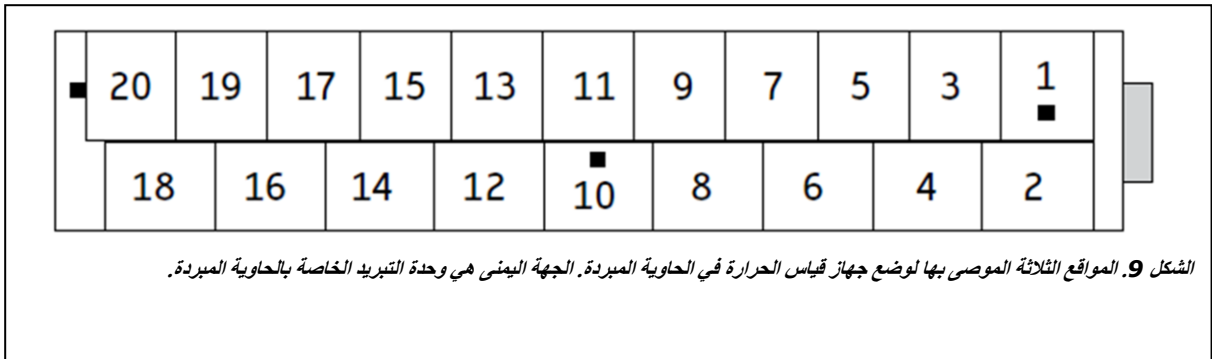 20 19 17 15 13 11 9 7 5 3 1
18 16 14 12 10 8 6 4 2
الشكل 9. المواقع الثلاثة الموصى بها لوضع جهاز قياس الحرارة في الحاوية المبردة. الجهة اليمنى هي وحدة التبريد الخاصة بالحاوية المبردة.